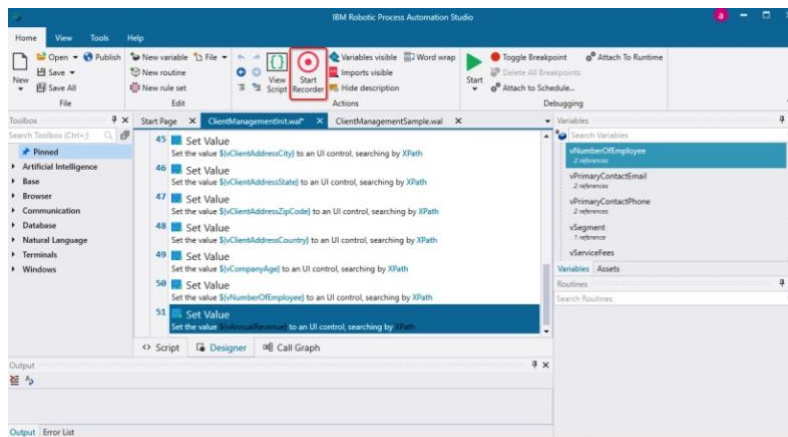 IBM Robotic Process Automation Studio
a
Home View Tools Help
New
Open
Publish
Save
Save All
File
New variable
File
New routine
New rule set
Edit
View Script
Start Recorder
Variables visible
Word wrap
Imports visible
Hide description
Actions
Start
Toggle Breakpoint
Attach To Runtime
Delete All Breakpoints
Attach to Schedule...
Debugging
Toolbox
Search Toolbox (Ctrl+;)
Pinned
Artificial Intelligence
Base
Browser
Communication
Database
Natural Language
Terminals
Windows
Start Page X ClientManagementInit.wal* X ClientManagementSample.wal X
45 Set Value
Set the value ${vClientAddressCity} to an UI control, searching by XPath
46 Set Value
Set the value ${vClientAddressState} to an UI control, searching by XPath
47 Set Value
Set the value ${vClientAddressZipCode} to an UI control, searching by XPath
48 Set Value
Set the value ${vClientAddressCountry} to an UI control, searching by XPath
49 Set Value
Set the value ${vCompanyAge} to an UI control, searching by XPath
50 Set Value
Set the value ${vNumberOfEmployee} to an UI control, searching by XPath
51 Set Value
Set the value ${vAnnualRevenue} to an UI control, searching by XPath
Script Designer Call Graph
Variables
Search Variables
vNumberOfEmployee
2 references
vPrimaryContactEmail
2 references
vPrimaryContactPhone
2 references
vSegment
1 reference
vServiceFees
Variables Assets
Routines
Search Routines
Output
Output Error List